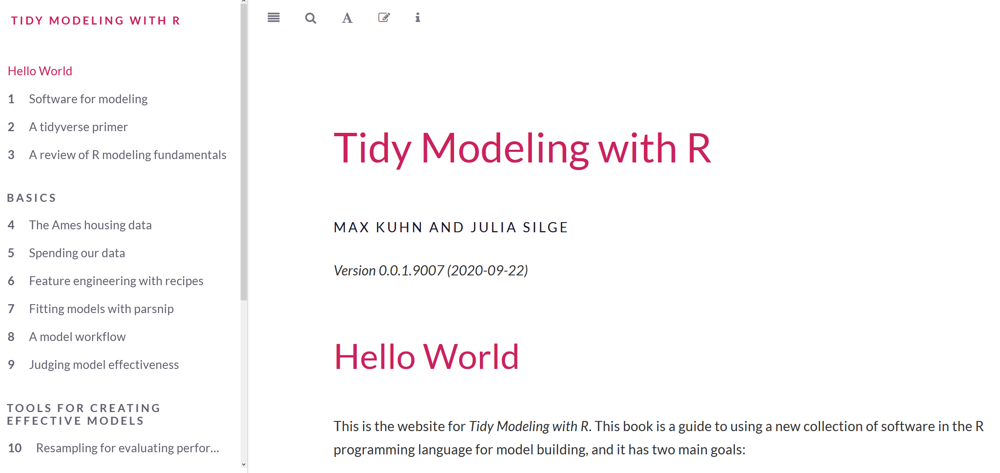 TIDY MODELING WITH R
Hello World
1 Software for modeling
2 A tidyverse primer
3 A review of R modeling fundamentals
BASICS
4 The Ames housing data
5 Spending our data
6 Feature engineering with recipes
7 Fitting models with parsnip
8 A model workflow
9 Judging model effectiveness
TOOLS FOR CREATING
EFFECTIVE MODELS
10 Resampling for evaluating perfor...
Tidy Modeling with R
MAX KUHN AND JULIA SILGE
Version 0.0.1.9007 (2020-09-22)
Hello World
This is the website for Tidy Modeling with R. This book is a guide to using a new collection of software in the R
programming language for model building, and it has two main goals: